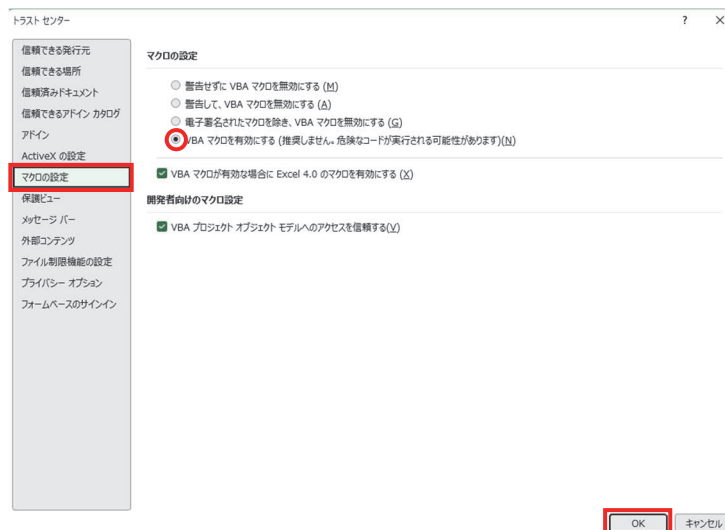 トラスト センター
? ×
信頼できる発行元
信頼できる場所
信頼済みドキュメント
信頼できるアドイン カタログ
アドイン
ActiveX の設定
マクロの設定
保護ビュー
メッセージ バー
外部コンテンツ
ファイル制限機能の設定
プライバシー オプション
フォームベースのサインイン
マクロの設定
警告せずに VBA マクロを無効にする (M)
警告して、VBA マクロを無効にする (A)
電子署名されたマクロを除き、VBA マクロを無効にする (G)
VBA マクロを有効にする (推奨しません。危険なコードが実行される可能性があります)(N)
VBA マクロが有効な場合に Excel 4.0 のマクロを有効にする (X)
開発者向けのマクロ設定
VBA プロジェクト オブジェクト モデルへのアクセスを信頼する(V)
OK
キャンセル